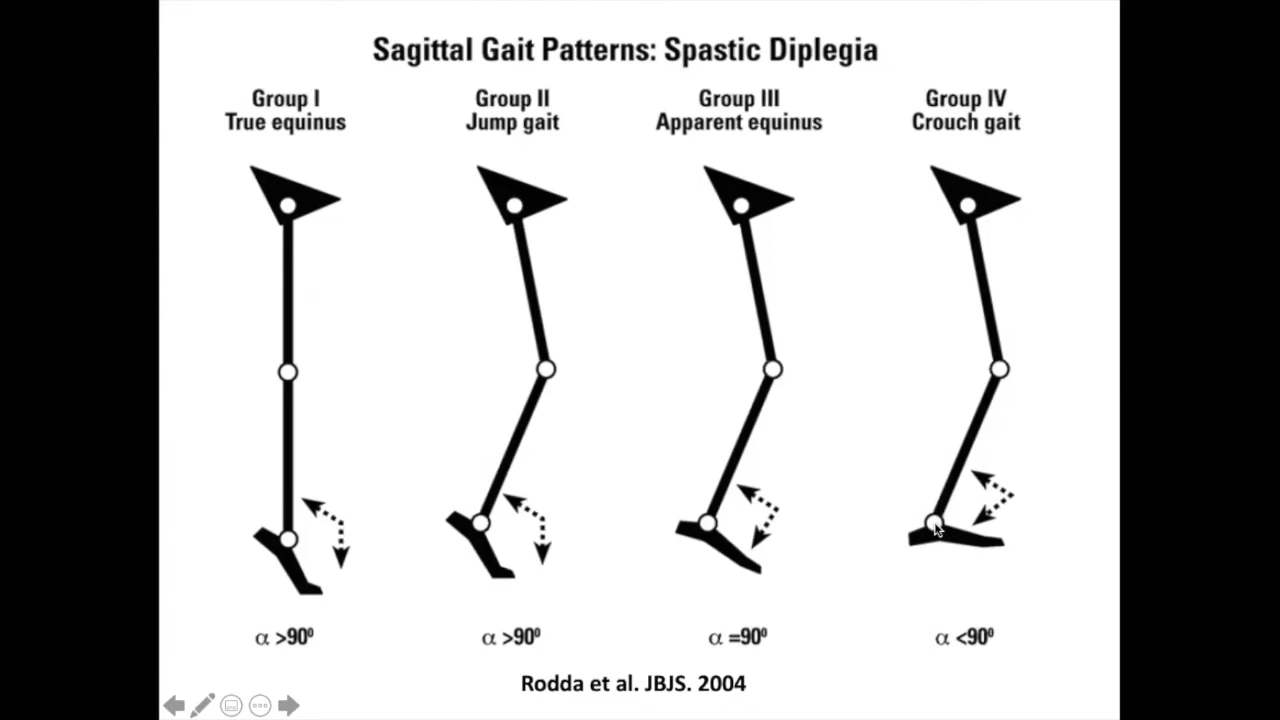 Sagittal Gait Patterns: Spastic Diplegia
Group I
True equinus
Group II
Jump gait
Group III
Apparent equinus
Group IV
Crouch gait
α >90⁰
α >90⁰
α =90⁰
α <90⁰
Rodda et al. JBJS. 2004